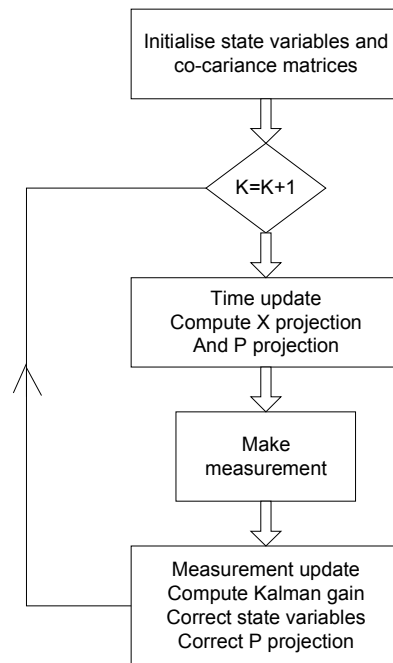 Initialise state variables and
co-cariance matrices
K=K+1
Time update
Compute X projection
And P projection
Make
measurement
Measurement update
Compute Kalman gain
Correct state variables
Correct P projection